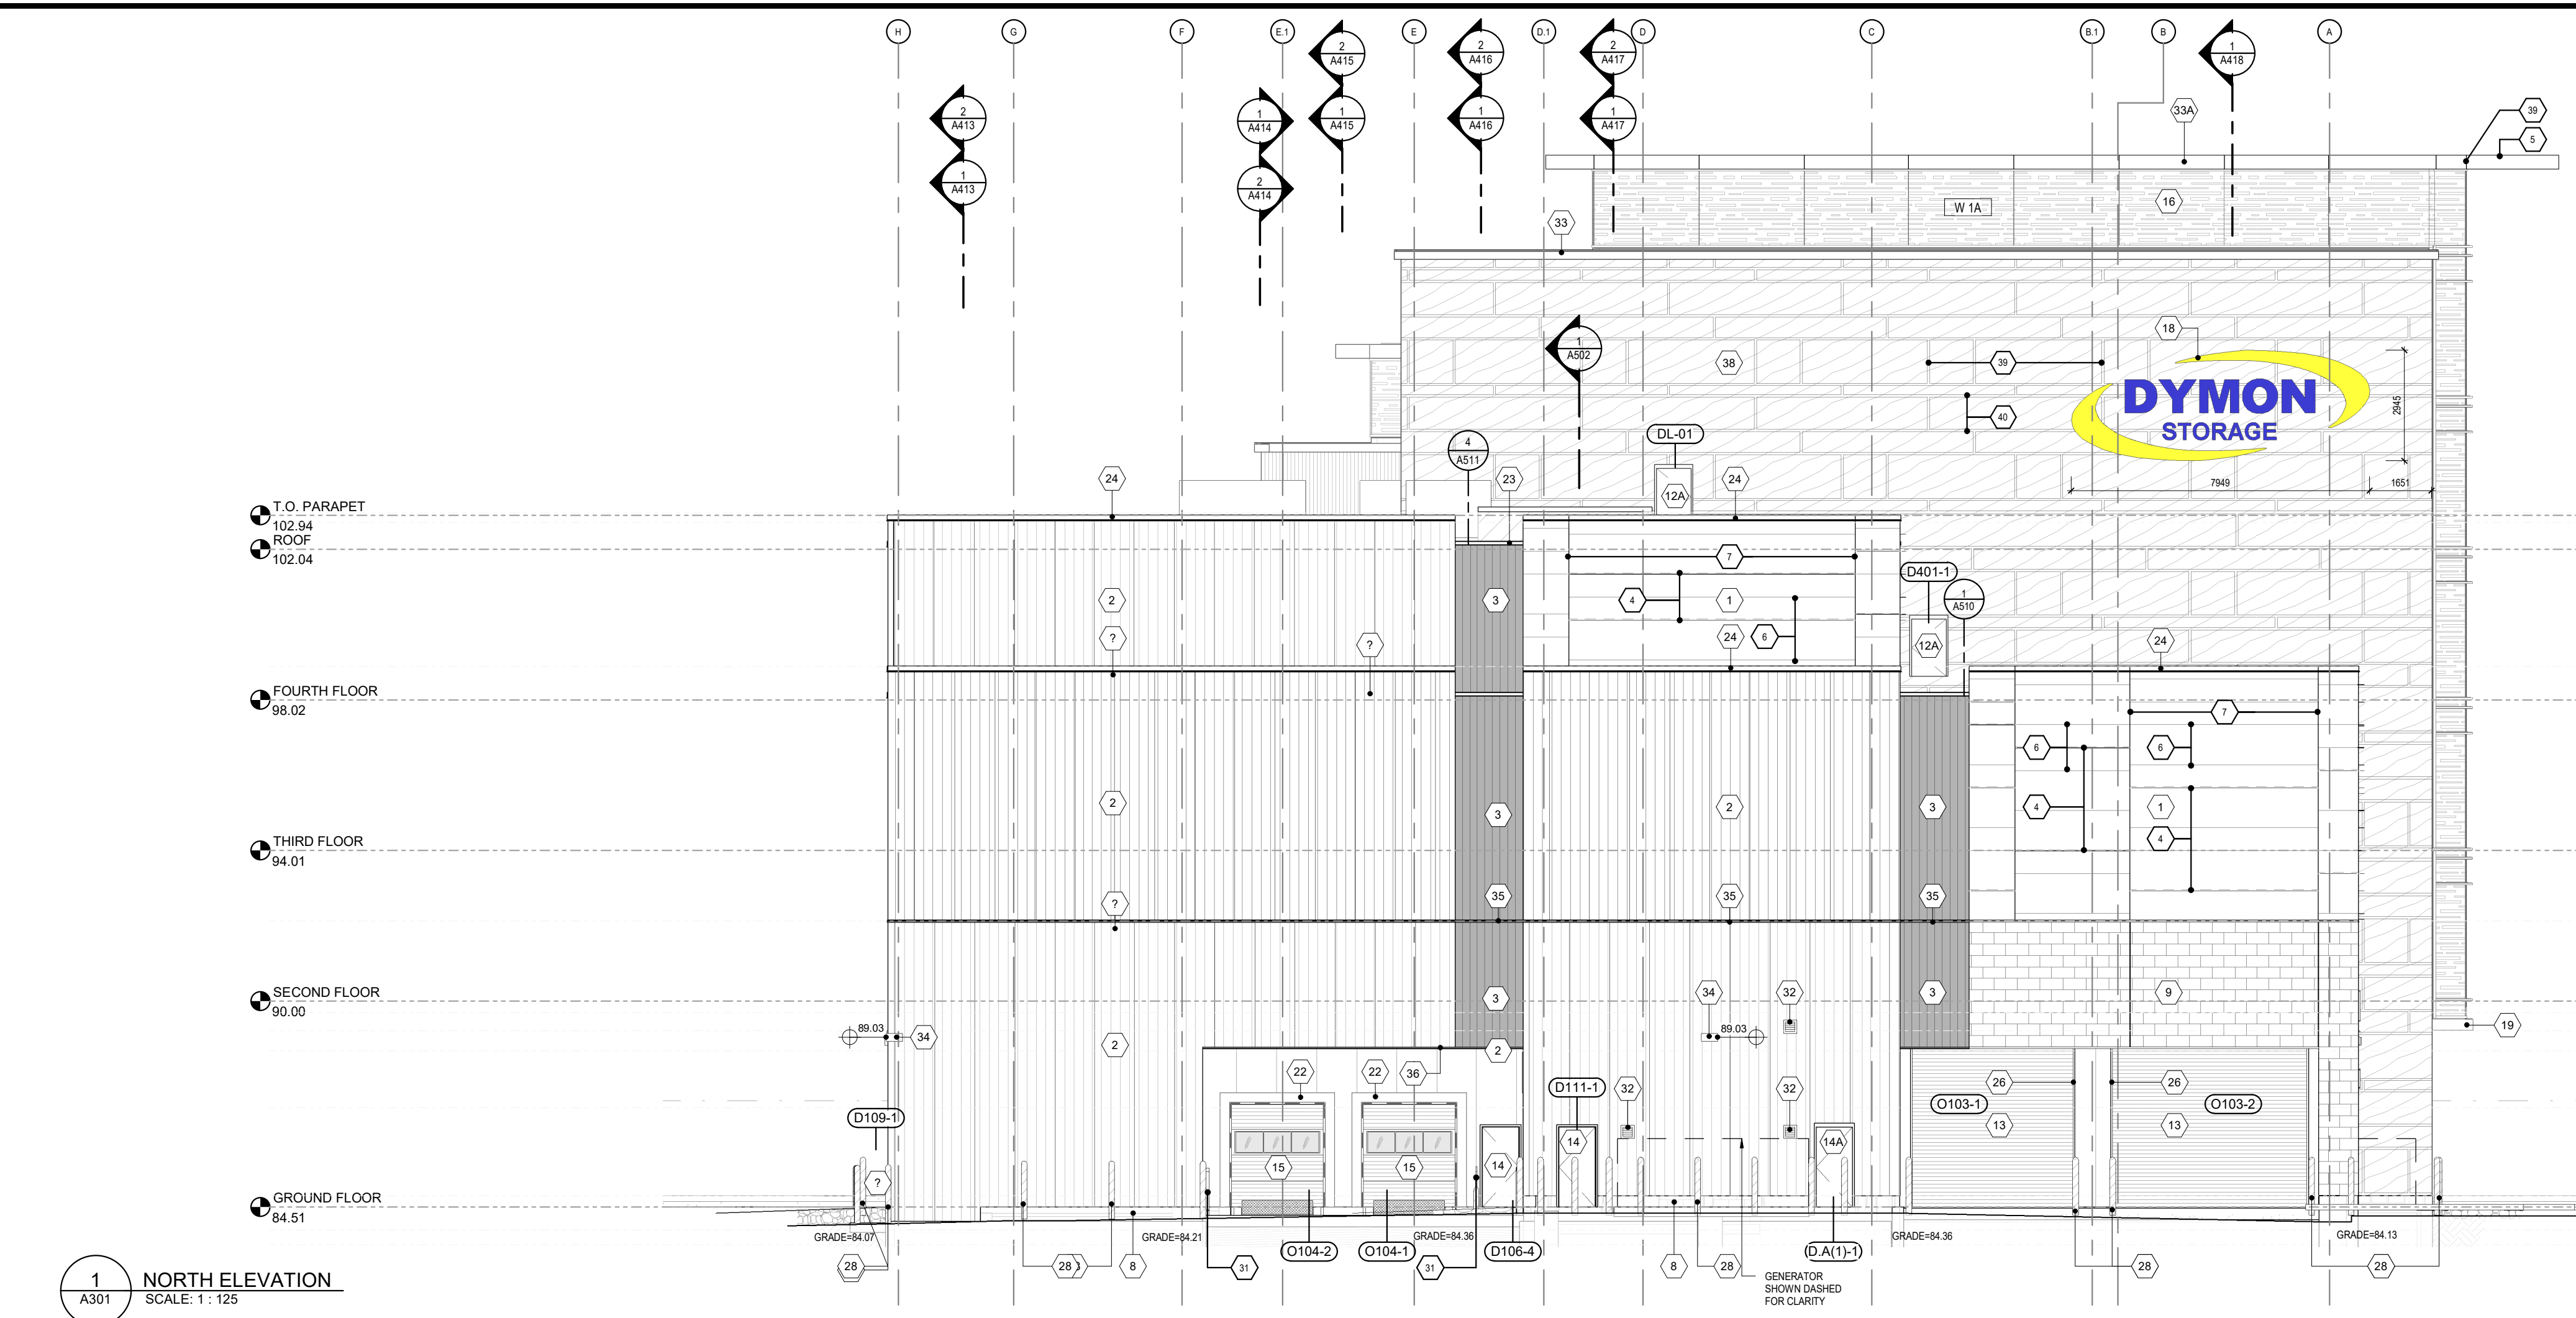 H G F E.1 E D.1 D C B.1 B A
2 A415
2 A416
2 A417
1 A418
2 A413
1 A414
1 A415
1 A416
1 A417
33A
39
5
1 A413
2 A414
W 1A
16
33
18
1 A502
38
39
40
DYMON
STORAGE
2945
7949
1651
DL-01
4 A511
24
23
12A
24
T.O. PARAPET
102.94
ROOF
102.04
7
D401-1
1 A510
2
3
4
1
?
?
24
6
12A
24
FOURTH FLOOR
98.02
7
6
6
2
3
2
3
4
1
4
THIRD FLOOR
94.01
?
35
35
35
SECOND FLOOR
90.00
3
34
32
3
9
89.03
34
89.03
19
2
2
22
22
36
D111-1
32
32
26
26
D109-1
O103-1
O103-2
13
13
14
14A
15
15
14
?
GROUND FLOOR
84.51
GRADE=84.07
GRADE=84.21
GRADE=84.36
GRADE=84.36
GRADE=84.13
O104-2
O104-1
D106-4
(D.A(1)-1)
28
28
8
31
31
8
28
28
28
GENERATOR
SHOWN DASHED
FOR CLARITY
1
A301
NORTH ELEVATION
SCALE: 1 : 125